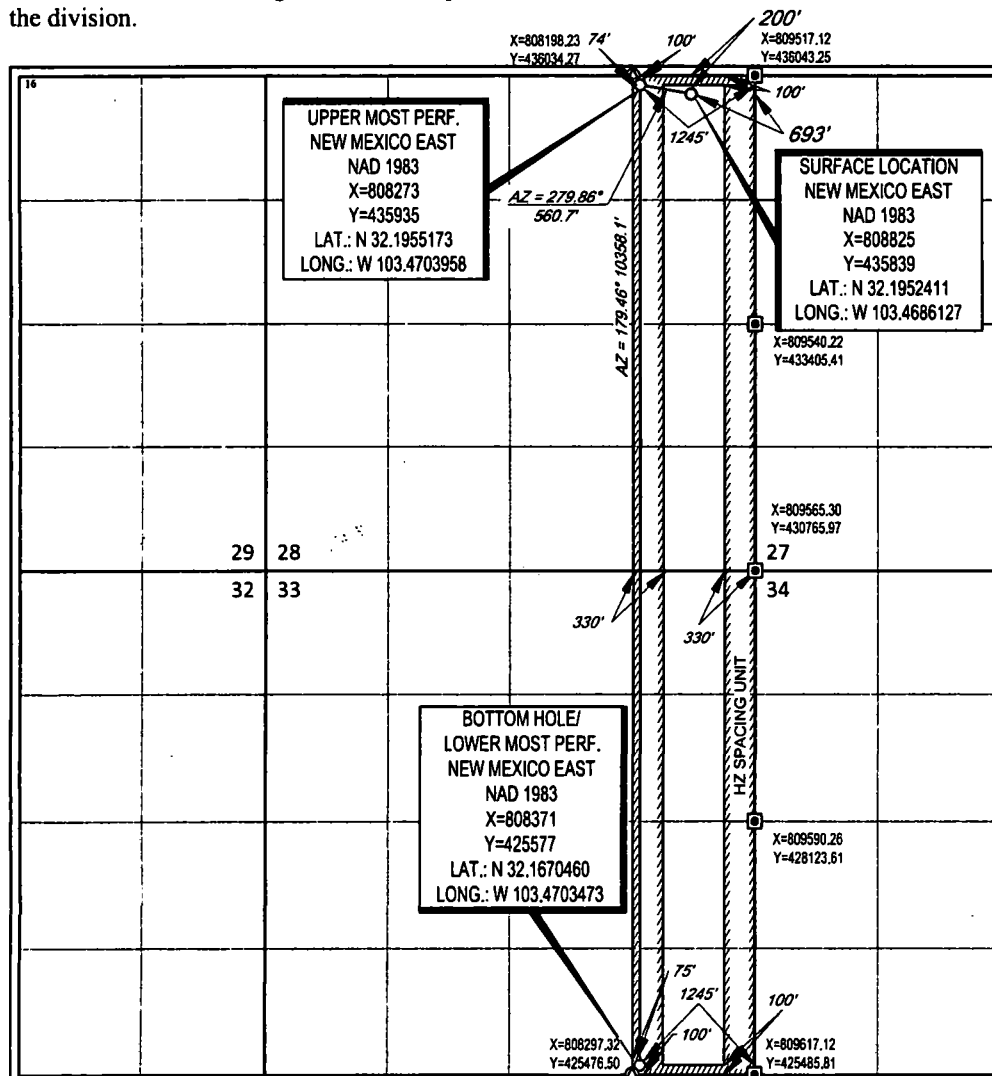 the division.
200'
X=808198.23 74' 100' X=809517.12
Y=436034.27 Y=436043.25
16
100'
UPPER MOST PERF.
NEW MEXICO EAST
NAD 1983
X=808273
Y=435935
LAT.: N 32.1955173
LONG.: W 103.4703958
1245'
693'
SURFACE LOCATION
NEW MEXICO EAST
NAD 1983
X=808825
Y=435839
LAT.: N 32.1952411
LONG.: W 103.4686127
AZ = 279.86°
560.7'
AZ = 179.46° 10358.1'
X=809540.22
Y=433405.41
X=809565.30
Y=430765.97
29 28 27
32 33 34
330' 330'
HZ SPACING UNIT
BOTTOM HOLE/
LOWER MOST PERF.
NEW MEXICO EAST
NAD 1983
X=808371
Y=425577
LAT.: N 32.1670460
LONG.: W 103.4703473
X=809590.26
Y=428123.61
75'
1245' 100'
100'
X=808297.32 X=809617.12
Y=425476.50 Y=425485.81